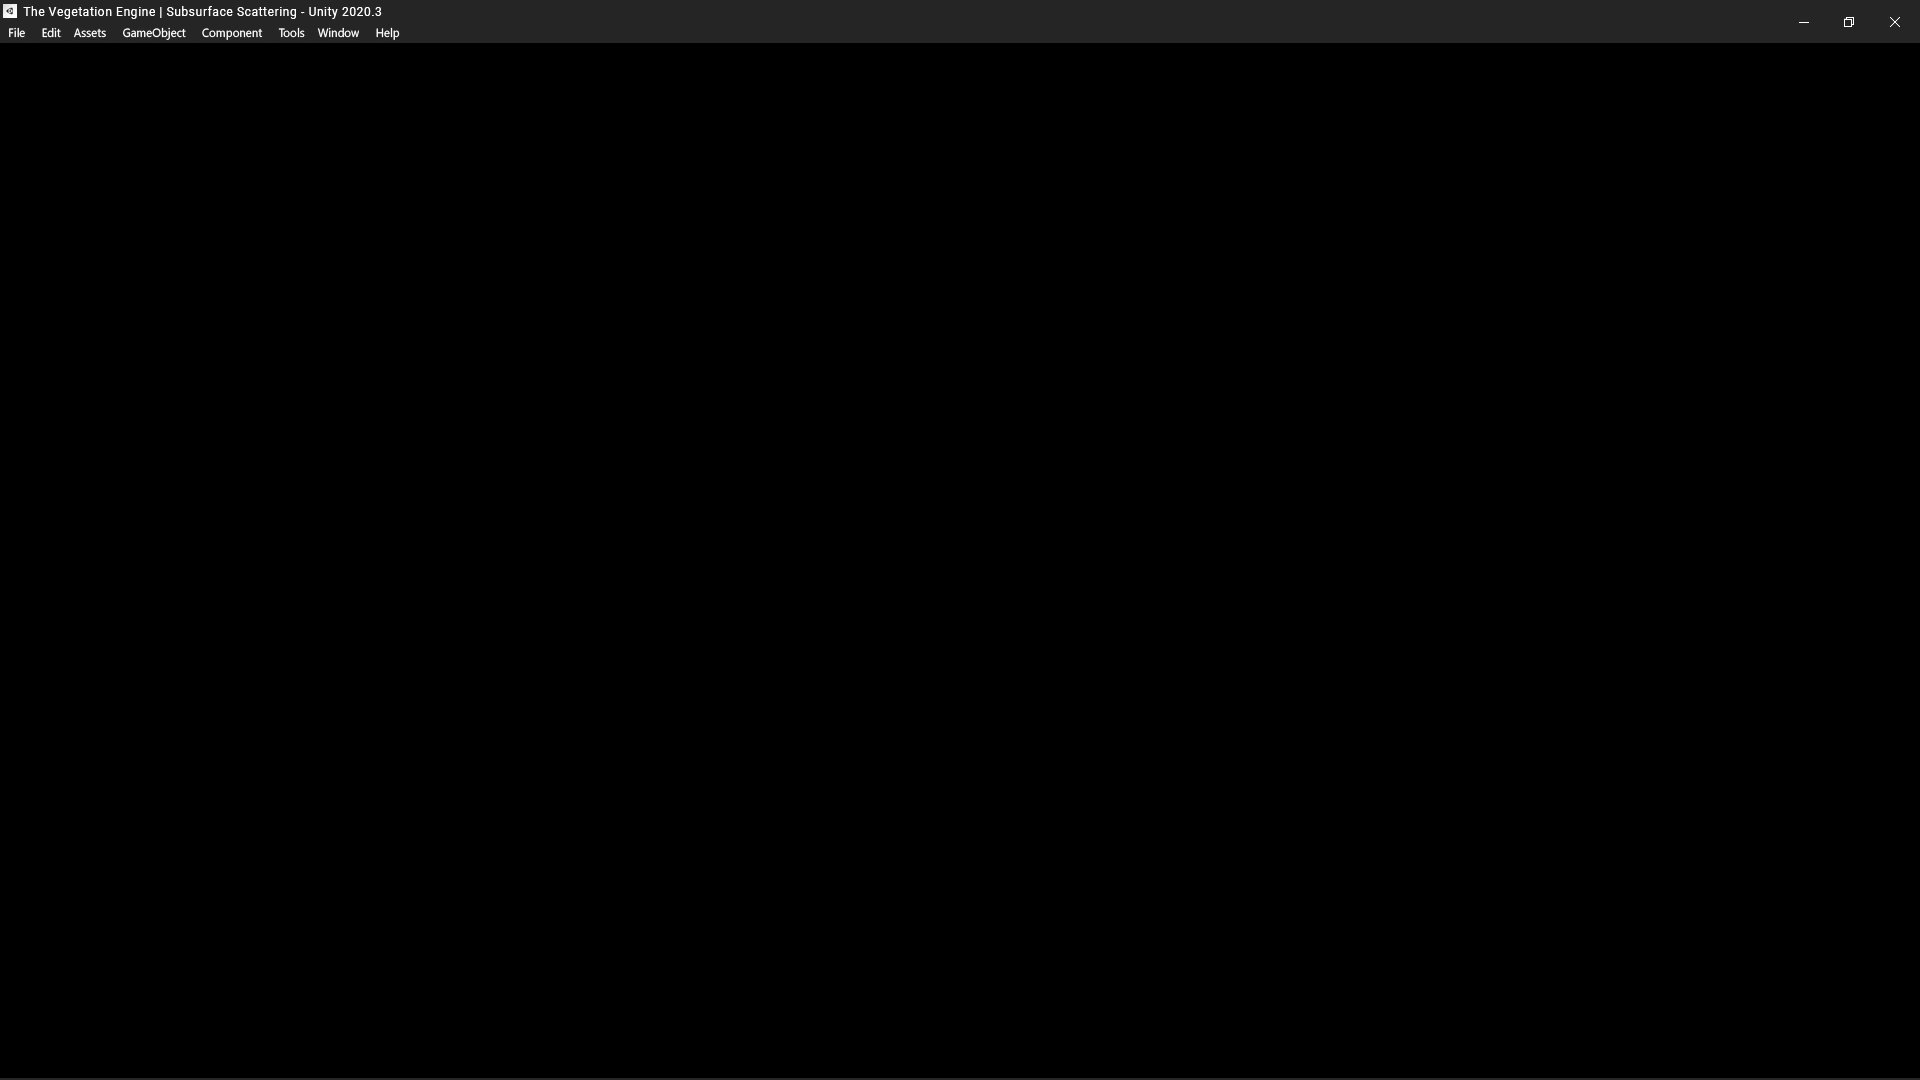 The Vegetation Engine | Subsurface Scattering - Unity 2020.3
File Edit Assets GameObject Component Tools Window Help